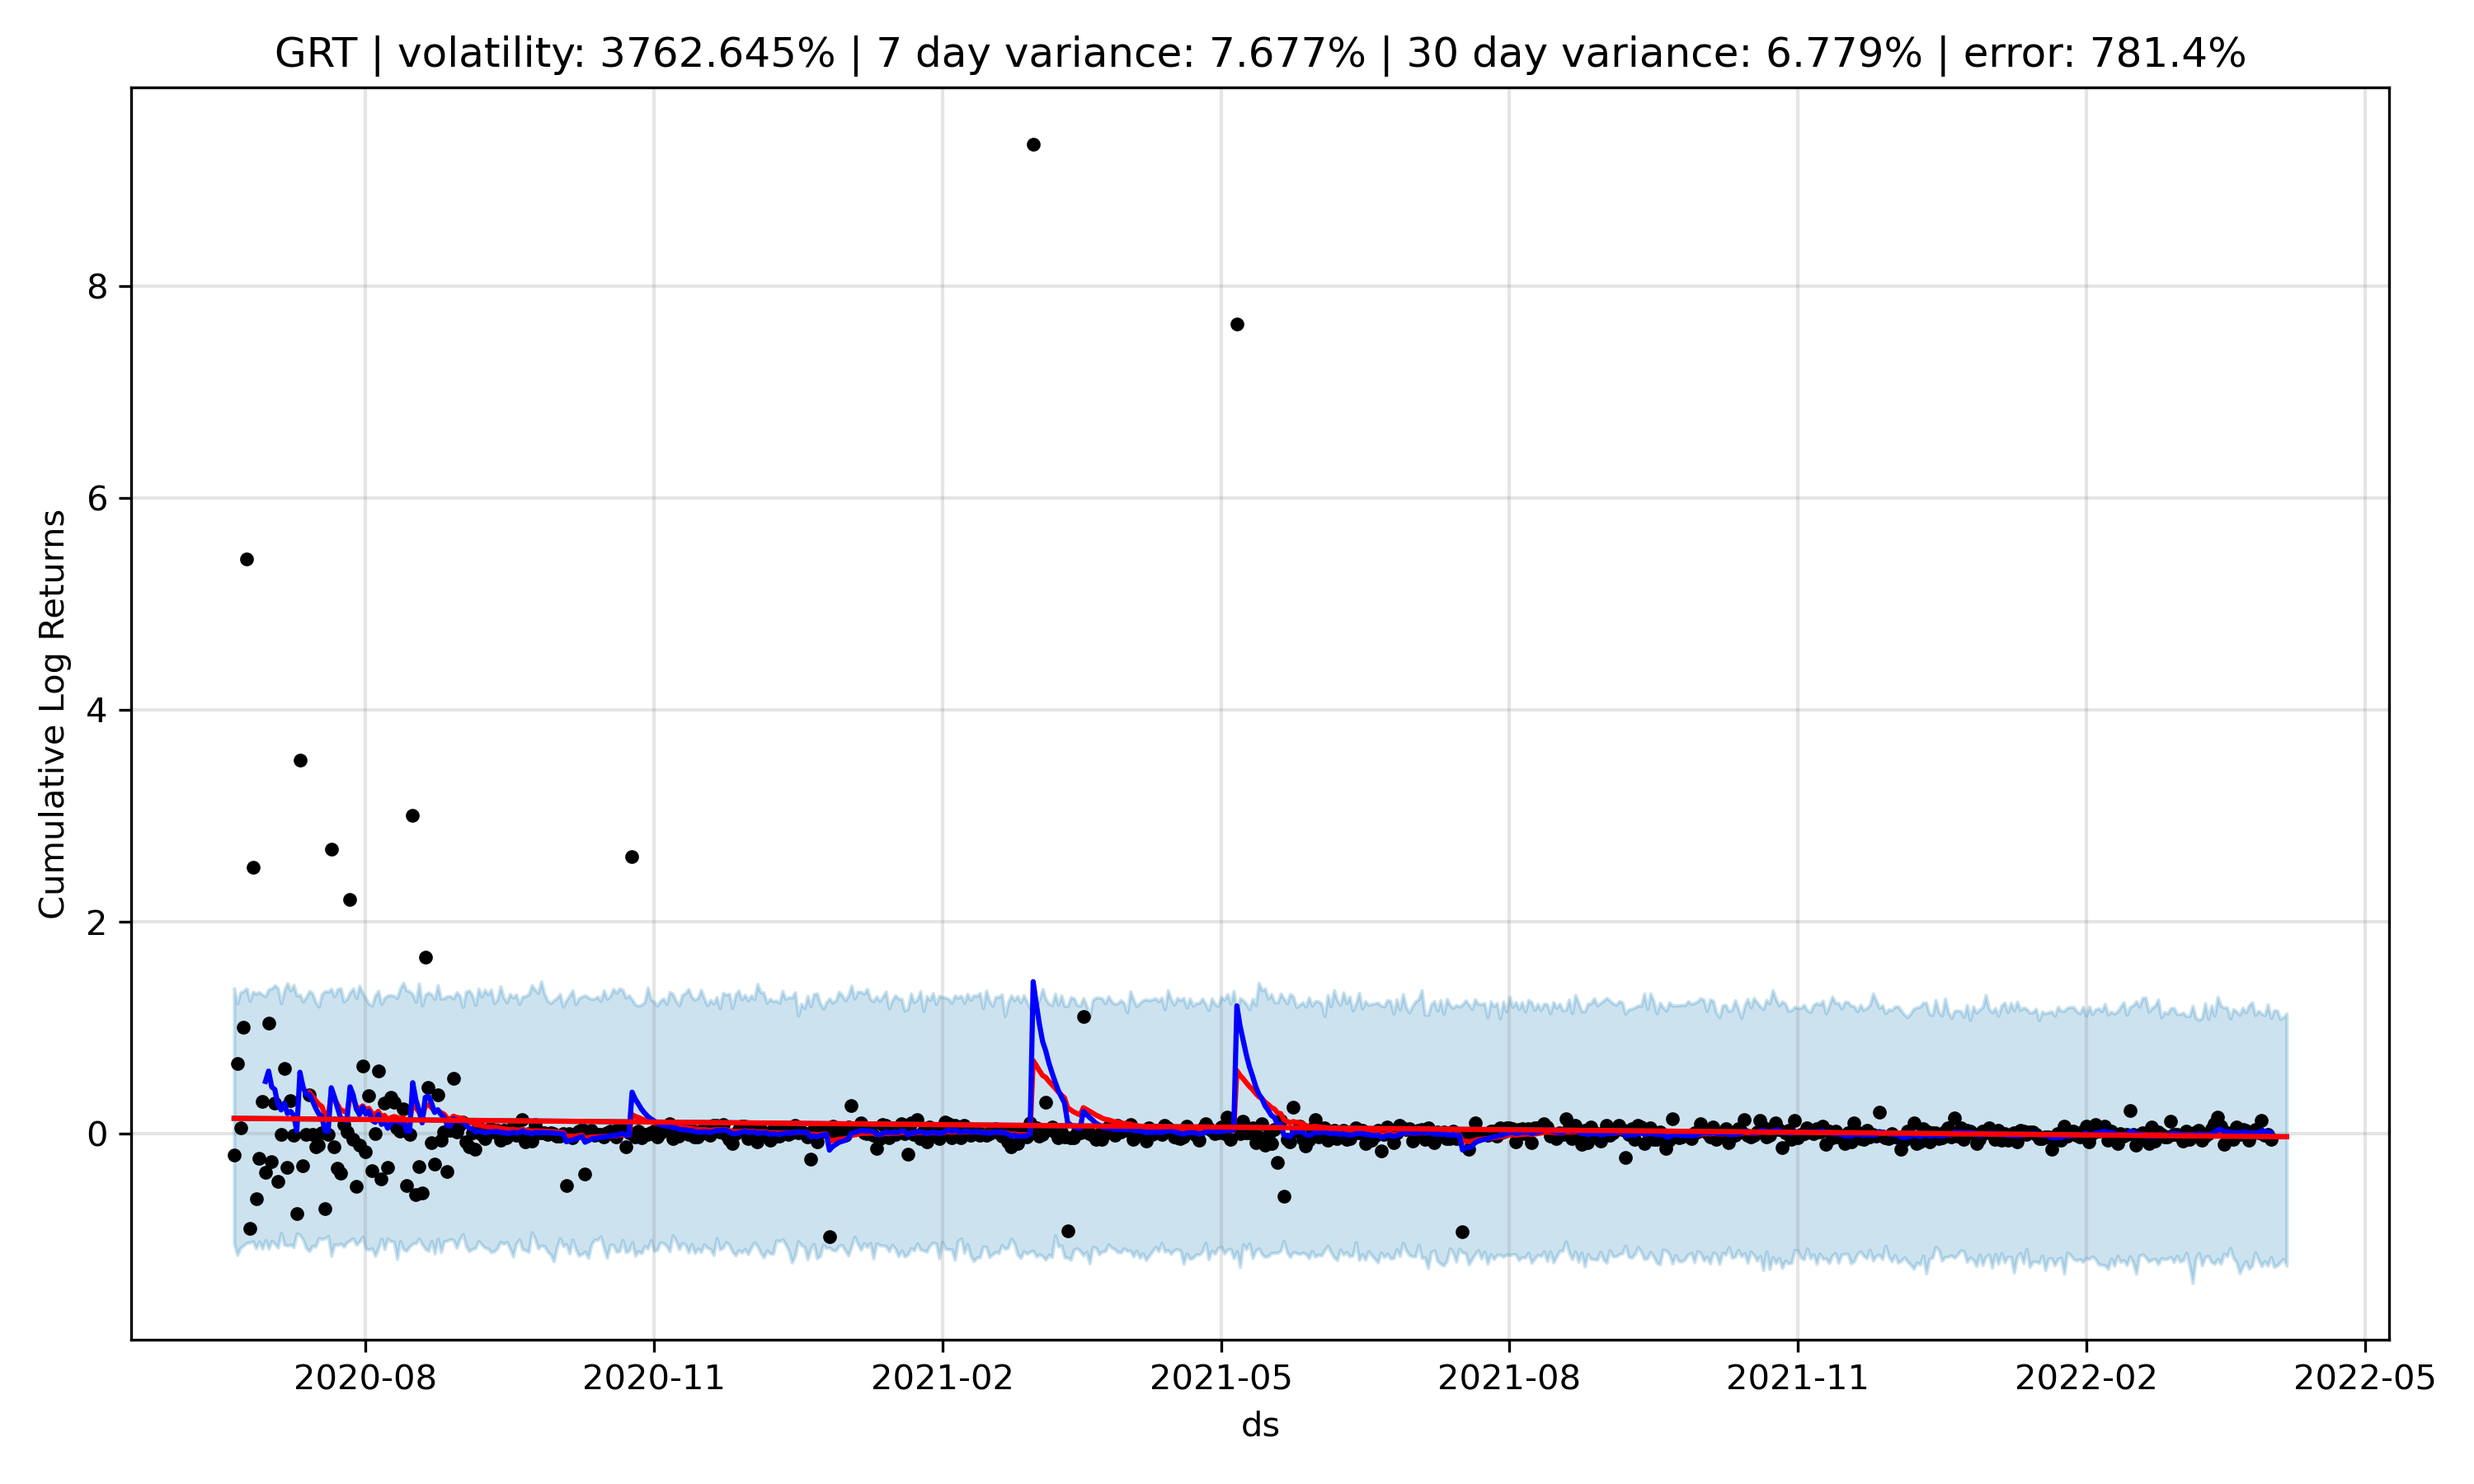 GRT | volatility: 3762.645% | 7 day variance: 7.677% | 30 day variance: 6.779% | error: 781.4%
Cumulative Log Returns
8
6
4
2
0
2020-08 2020-11 2021-02 2021-05 2021-08 2021-11 2022-02 2022-05
ds